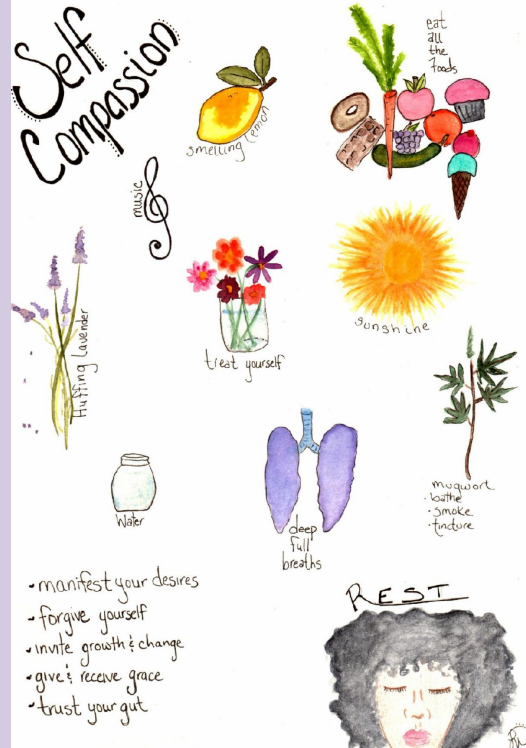 Self
Compassion
smelling lemon
eat
all
the
foods
music
Huffing Lavender
treat yourself
sunshine
Water
deep
full
breaths
mugwort
· bathe
· smoke
· tincture
- manifest your desires
- forgive yourself
- invite growth & change
- give & receive grace
- trust your gut
REST